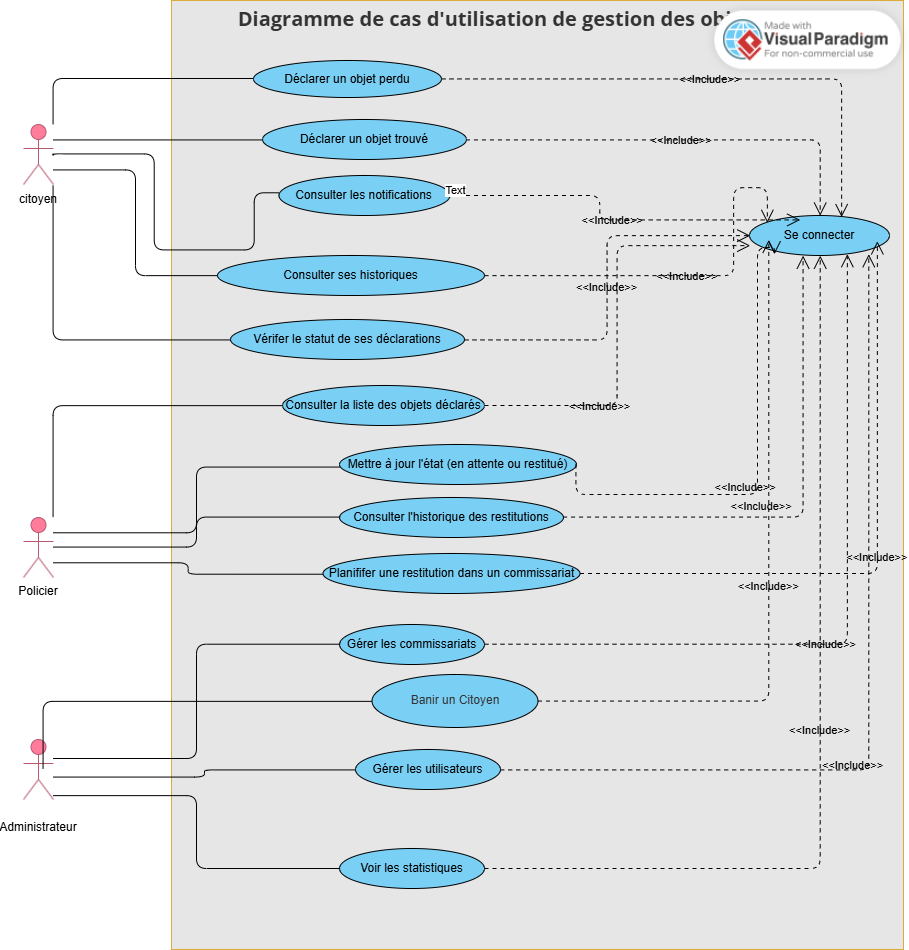 Diagramme de cas d'utilisation de gestion des
Made with
Visual Paradigm
For non-commercial use
Déclarer un objet perdu
<<Include>>
Déclarer un objet trouvé
<<Include>>
citoyen
Consulter les notifications
Text
<<Include>>
Se connecter
Consulter ses historiques
<<Include>>
<<Include>>
Vérifer le statut de ses déclarations
Consulter la liste des objets déclarés
<<Include>>
Mettre à jour l'état (en attente ou restitué)
<<Include>>
<<Include>>
Consulter l'historique des restitutions
<<Include>>
Policier
Planififer une restitution dans un commissariat
<<Include>>
Gérer les commissariats
<<Include>>
Banir un Citoyen
<<Include>>
Gérer les utilisateurs
<<Include>>
Administrateur
Voir les statistiques